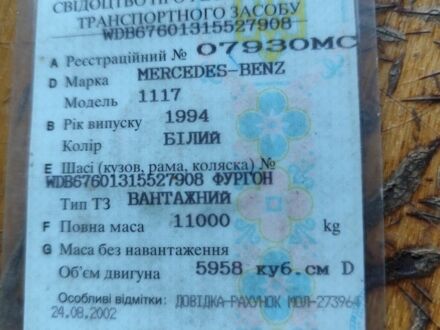 СВІДОЦТВО ПРО
ТРАНСПОРТНОГО ЗАСОБУ
WDB67601315527908
A Реєстраційний № 07930МС
D Марка MERCEDES-BENZ
Модель 1117
B Рік випуску 1994
Колір БІЛИЙ
E Шасі (кузов, рама, коляска) №
WDB67601315527908 ФУРГОН
Тип ТЗ ВАНТАЖНИЙ
F Повна маса 11000 kg
G Маса без навантаження
Об'єм двигуна 5958 куб.см D
Особливі відмітки: ДОВІДКА-РАХУНОК МОЛ-273964
24.08.2002